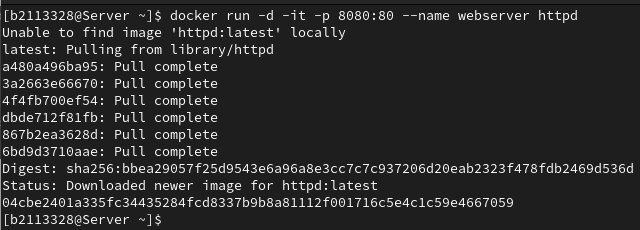 [b2113328@Server ~]$ docker run -d -it -p 8080:80 --name webserver httpd
Unable to find image 'httpd:latest' locally
latest: Pulling from library/httpd
a480a496ba95: Pull complete
3a2663e66670: Pull complete
4f4fb700ef54: Pull complete
dbde712f81fb: Pull complete
867b2ea3628d: Pull complete
6bd9d3710aae: Pull complete
Digest: sha256:bbea29057f25d9543e6a96a8e3cc7c7c937206d20eab2323f478fdb2469d536d
Status: Downloaded newer image for httpd:latest
04cbe2401a335fc34435284fcd8337b9b8a81112f001716c5e4c1c59e4667059
[b2113328@Server ~]$